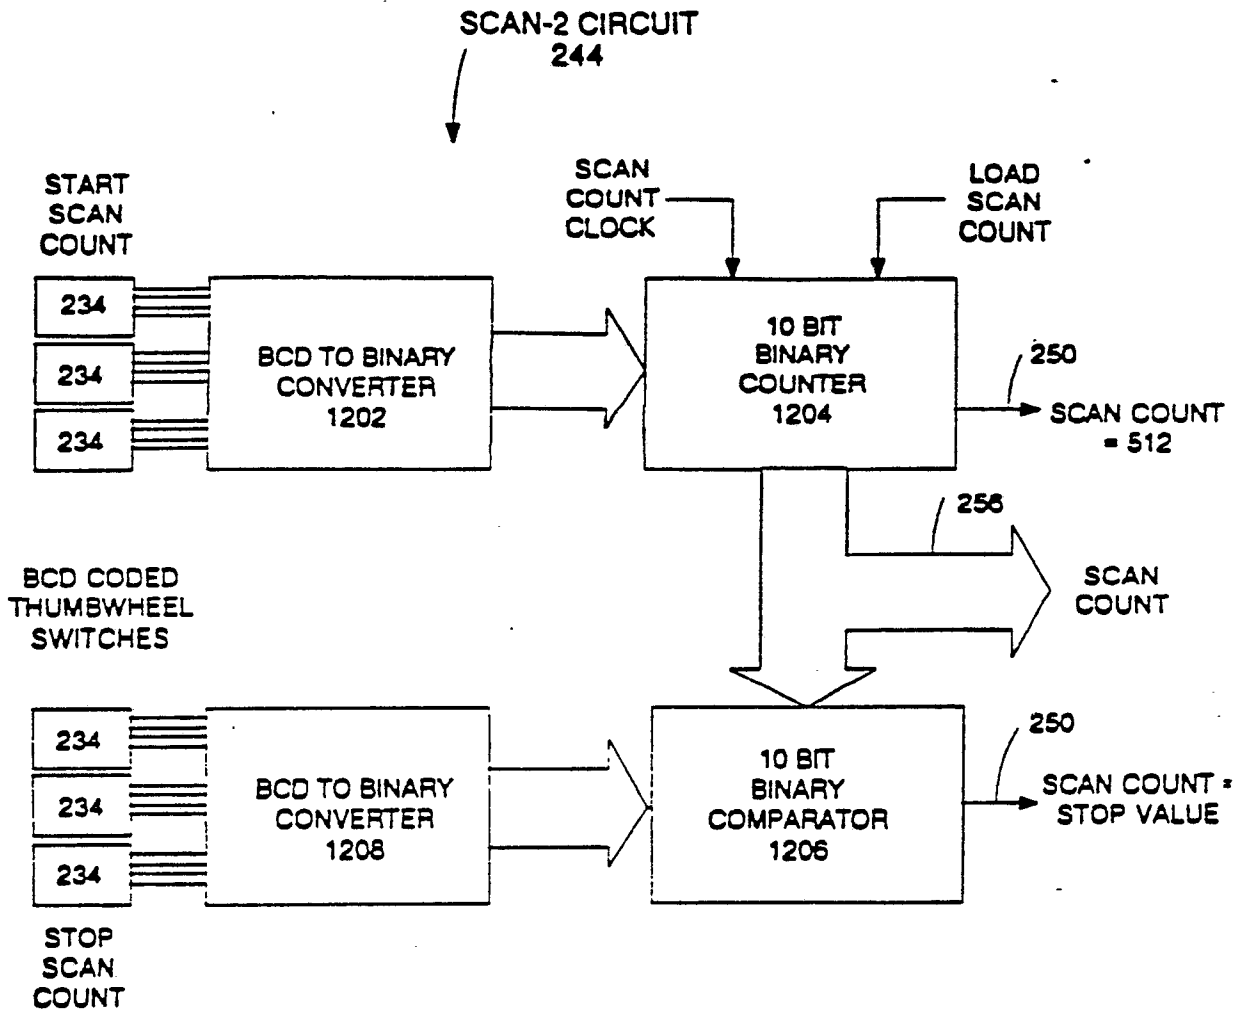 SCAN-2 CIRCUIT
244
START
SCAN
COUNT
SCAN
COUNT
CLOCK
LOAD
SCAN
COUNT
234
234
234
BCD TO BINARY
CONVERTER
1202
10 BIT
BINARY
COUNTER
1204
250
SCAN COUNT
= 512
256
SCAN
COUNT
BCD CODED
THUMBWHEEL
SWITCHES
234
234
234
BCD TO BINARY
CONVERTER
1208
10 BIT
BINARY
COMPARATOR
1206
250
SCAN COUNT =
STOP VALUE
STOP
SCAN
COUNT